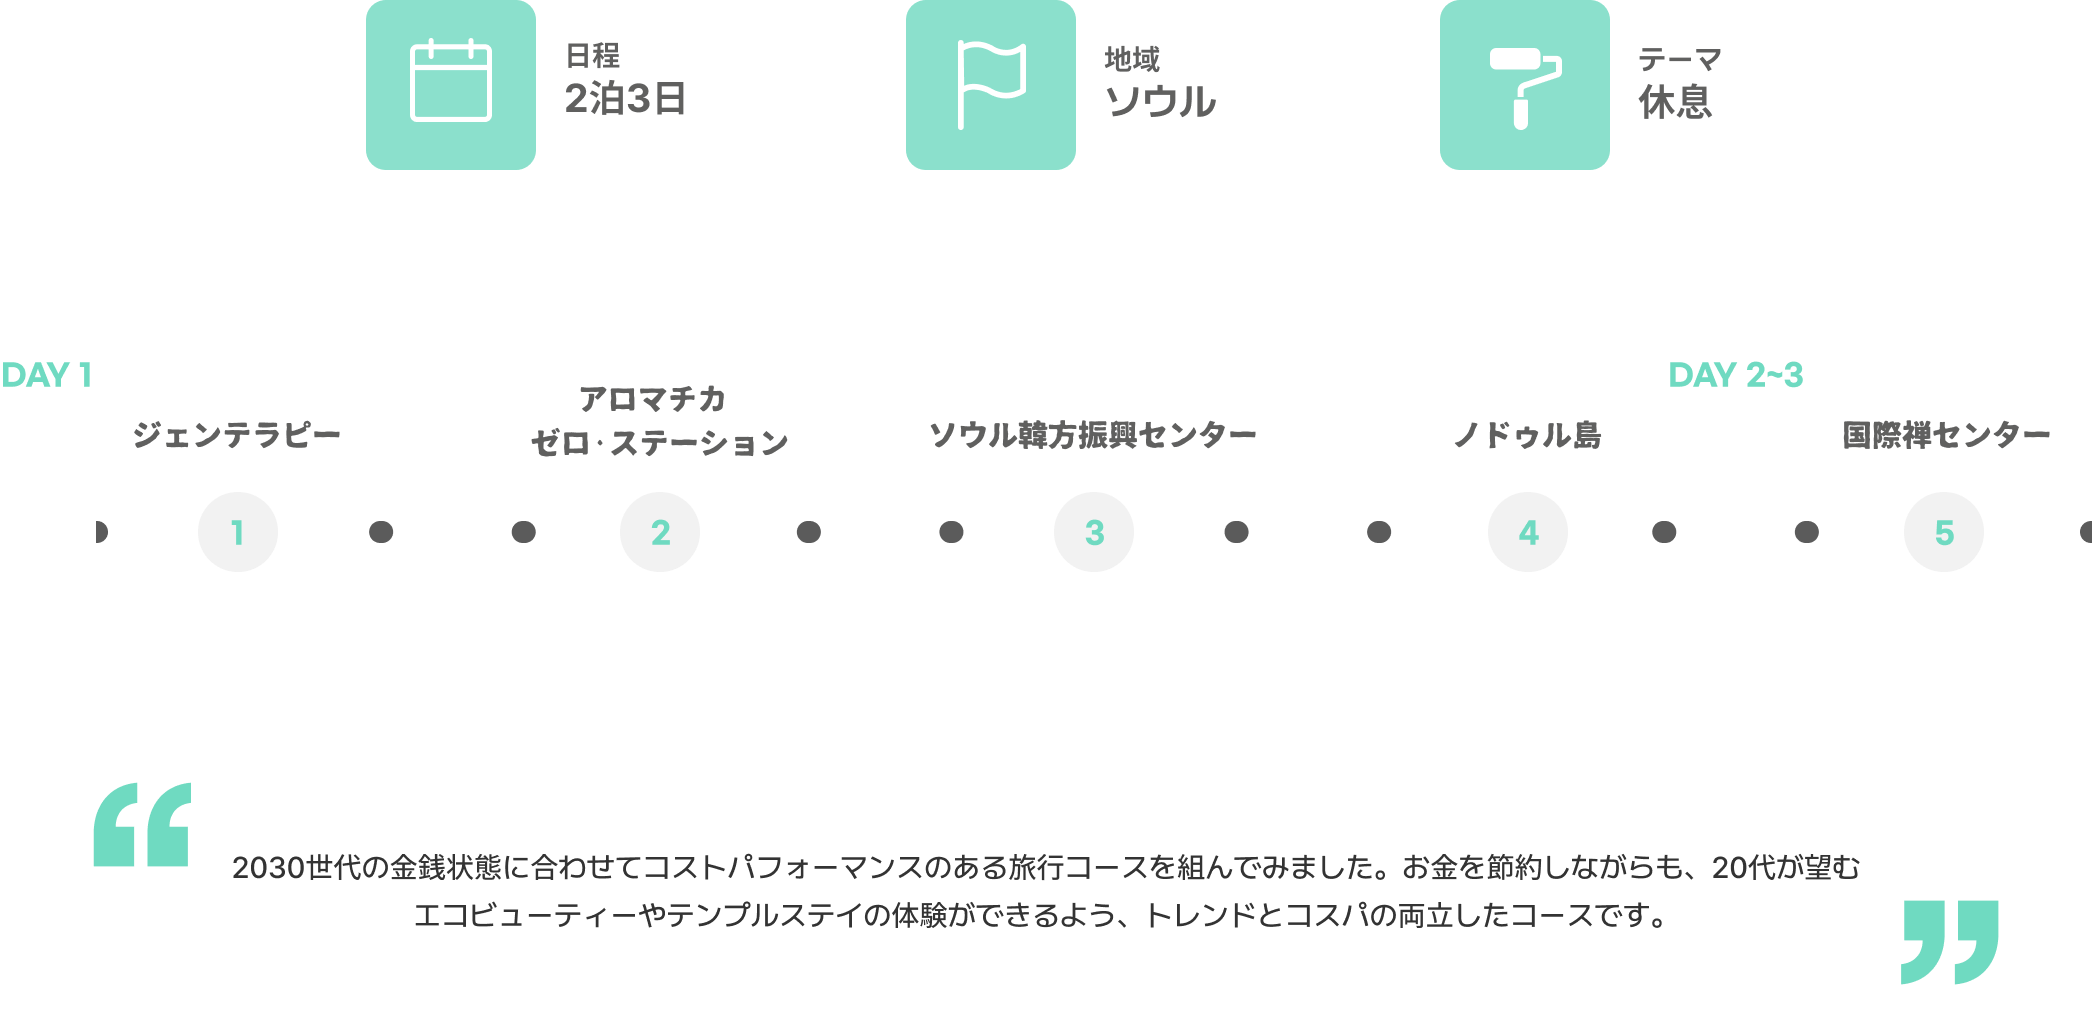 日程
2泊3日
地域
ソウル
テーマ
休息
DAY 1
ジェンテラピー
アロマチカ
ゼロ·ステーション
ソウル韓方振興センター
ノドゥル島
DAY 2~3
国際禅センター
1
2
3
4
5
“
2030世代の金銭状態に合わせてコストパフォーマンスのある旅行コースを組んでみました。お金を節約しながらも、20代が望む
エコビューティーやテンプルステイの体験ができるよう、トレンドとコスパの両立したコースです。
”